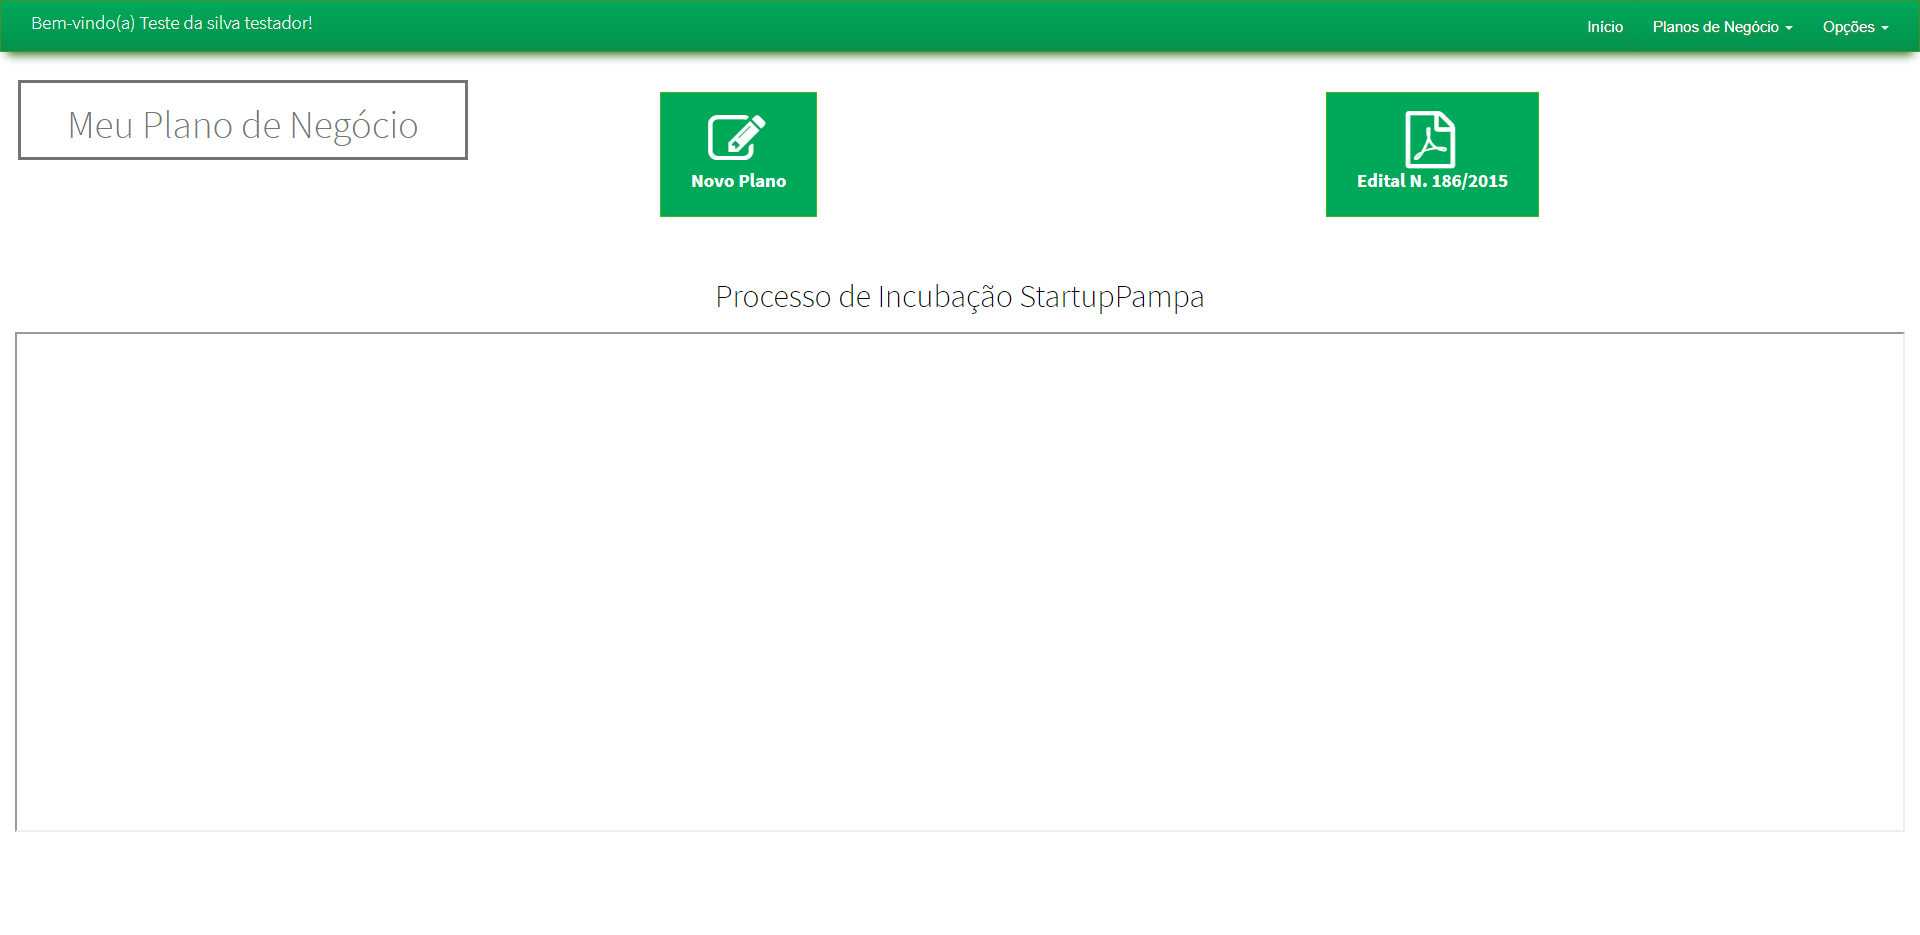 Bem-vindo(a) Teste da silva testador!
Início
Planos de Negócio
Opções
Meu Plano de Negócio
Novo Plano
Edital N. 186/2015
Processo de Incubação StartupPampa